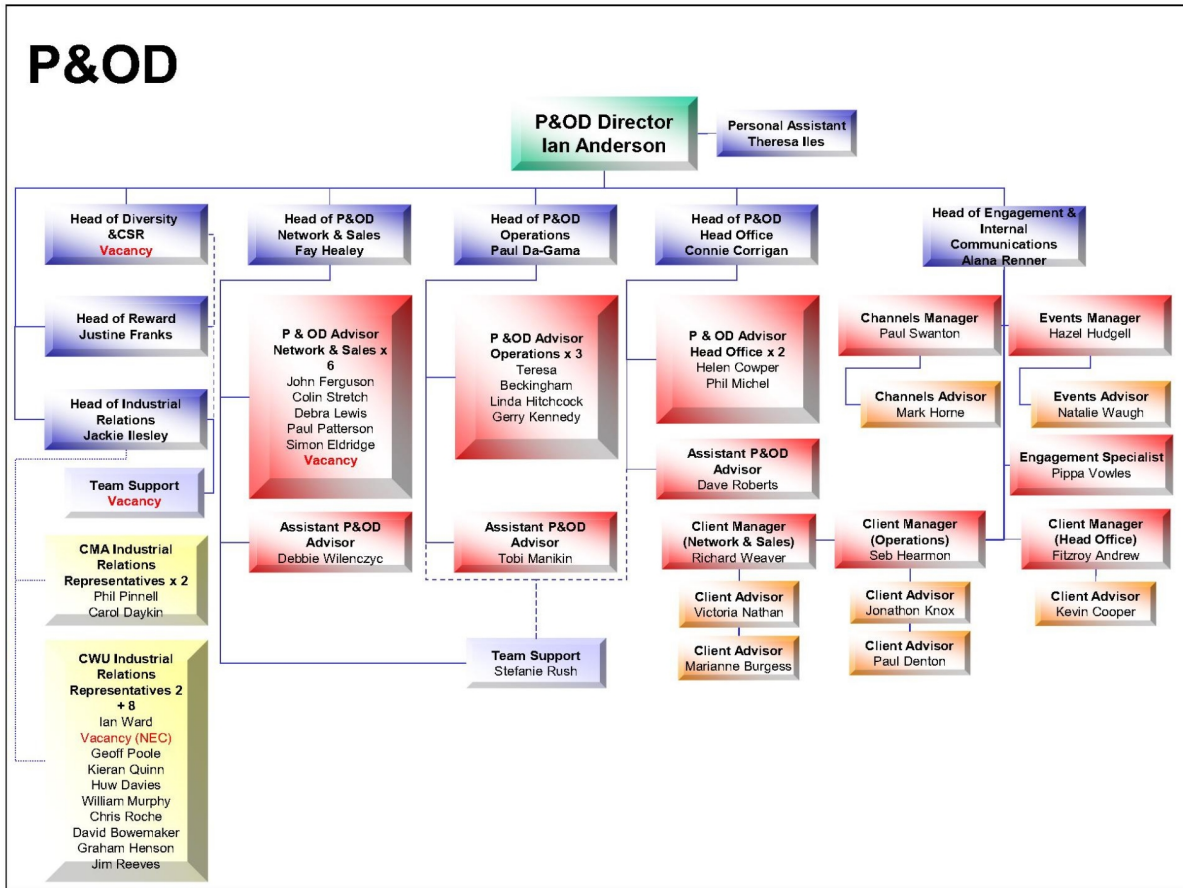 P&OD
P&OD Director
Ian Anderson
Personal Assistant
Theresa Iles
Head of Diversity
&CSR
Vacancy
Head of P&OD
Network & Sales
Fay Healey
Head of P&OD
Operations
Paul Da-Gama
Head of P&OD
Head Office
Connie Corrigan
Head of Engagement &
Internal
Communications
Alana Renner
Head of Reward
Justine Franks
Head of Industrial
Relations
Jackie Ilesley
Team Support
Vacancy
CMA Industrial
Relations
Representatives x 2
Phil Pinnell
Carol Daykin
CWU Industrial
Relations
Representatives 2
+ 8
Ian Ward
Vacancy (NEC)
Geoff Poole
Kieran Quinn
Huw Davies
William Murphy
Chris Roche
David Bowemaker
Graham Henson
Jim Reeves
P & OD Advisor
Network & Sales x
6
John Ferguson
Colin Stretch
Debra Lewis
Paul Patterson
Simon Eldridge
Vacancy
Assistant P&OD
Advisor
Debbie Wilenczyc
P & OD Advisor
Operations x 3
Teresa
Beckingham
Linda Hitchcock
Gerry Kennedy
Assistant P&OD
Advisor
Tobi Manikin
Team Support
Stefanie Rush
P & OD Advisor
Head Office x 2
Helen Cowper
Phil Michel
Assistant P&OD
Advisor
Dave Roberts
Channels Manager
Paul Swanton
Channels Advisor
Mark Horne
Events Manager
Hazel Hudgell
Events Advisor
Natalie Waugh
Engagement Specialist
Pippa Vowles
Client Manager
(Network & Sales)
Richard Weaver
Client Advisor
Victoria Nathan
Client Advisor
Marianne Burgess
Client Manager
(Operations)
Seb Hearmon
Client Advisor
Jonathon Knox
Client Advisor
Paul Denton
Client Manager
(Head Office)
Fitzroy Andrew
Client Advisor
Kevin Cooper